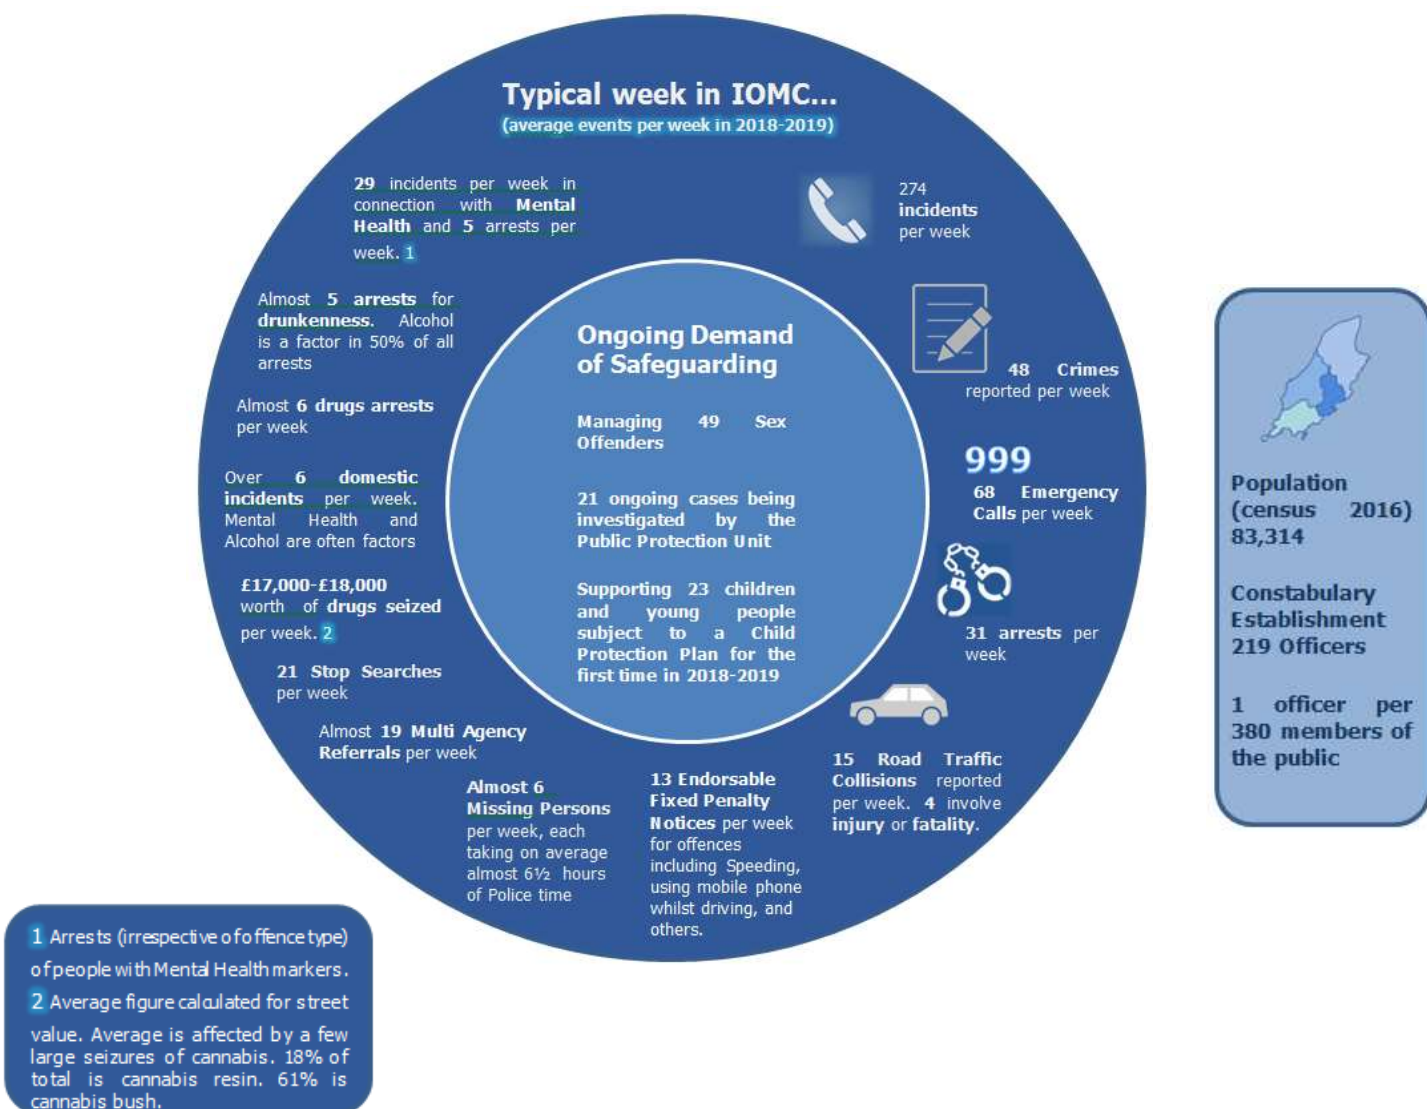 Typical week in IOMC...
(average events per week in 2018-2019)
29 incidents per week in
connection with Mental
Health and 5 arrests per
week. 1
Almost 5 arrests for
drunkenness. Alcohol
is a factor in 50% of all
arrests
Almost 6 drugs arrests
per week
Over 6 domestic
incidents per week.
Mental Health and
Alcohol are often factors
£17,000-£18,000
worth of drugs seized
per week. 2
21 Stop Searches
per week
Almost 19 Multi Agency
Referrals per week
Almost 6
Missing Persons
per week, each
taking on average
almost 6½ hours
of Police time
13 Endorsable
Fixed Penalty
Notices per week
for offences
including Speeding,
using mobile phone
whilst driving, and
others.
15 Road Traffic
Collisions reported
per week. 4 involve
injury or fatality.
31 arrests per
week
999
68 Emergency
Calls per week
48 Crimes
reported per week
274
incidents
per week
Ongoing Demand
of Safeguarding
Managing 49 Sex
Offenders
21 ongoing cases being
investigated by the
Public Protection Unit
Supporting 23 children
and young people
subject to a Child
Protection Plan for the
first time in 2018-2019
Population
(census 2016)
83,314
Constabulary
Establishment
219 Officers
1 officer per
380 members of
the public
1 Arrests (irrespective of offence type)
of people with Mental Health markers.
2 Average figure calculated for street
value. Average is affected by a few
large seizures of cannabis. 18% of
total is cannabis resin. 61% is
cannabis bush.